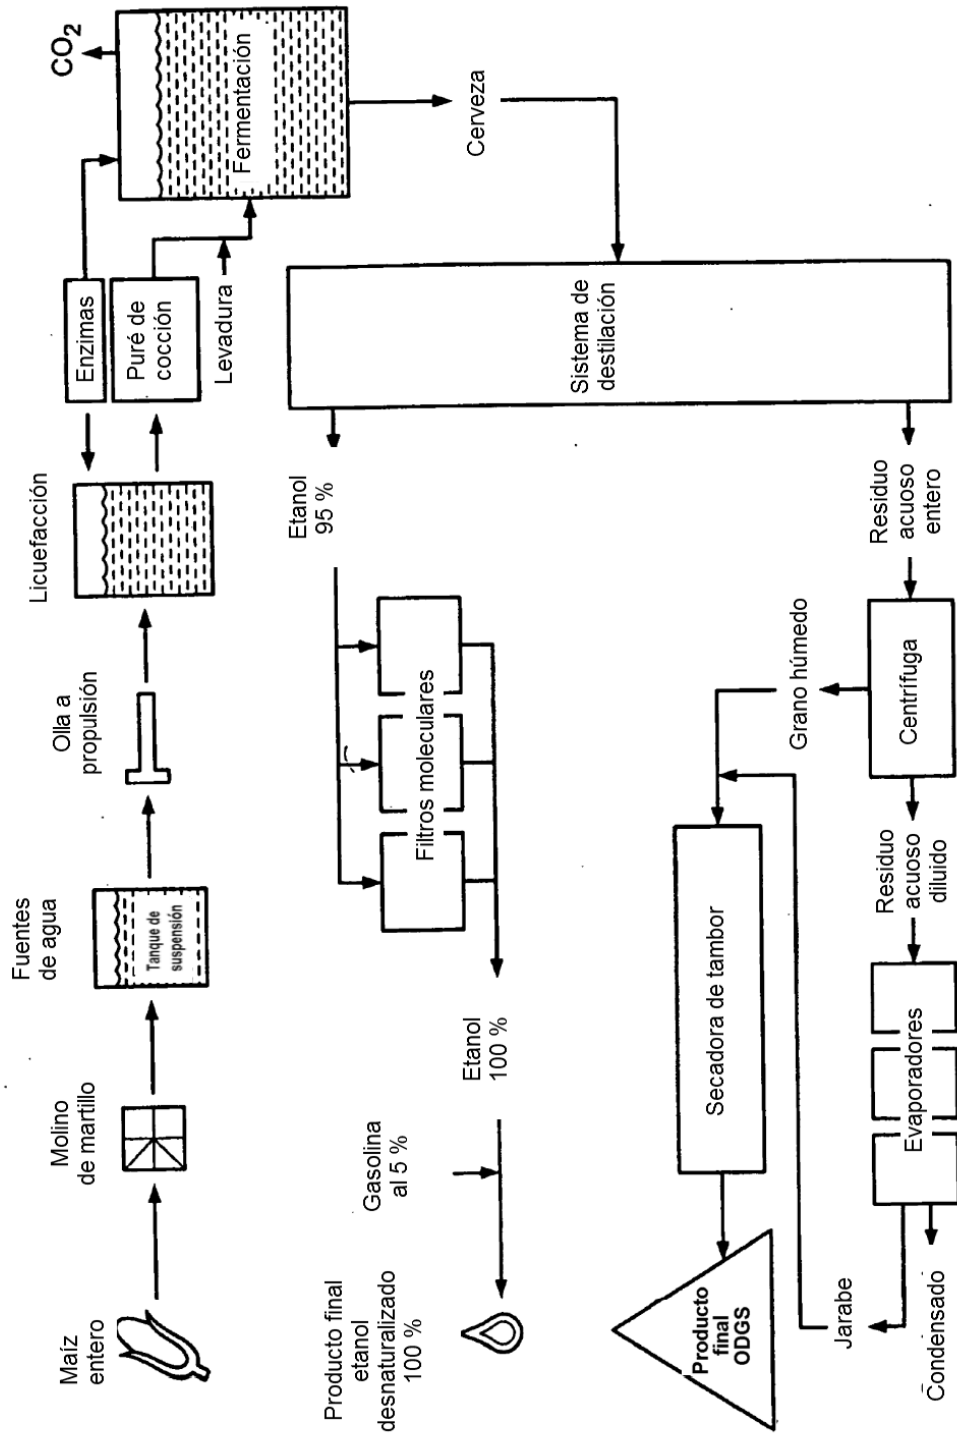 Maíz
entero
Molino
de martillo
Fuentes
de agua
Tanque de
suspensión
Olla a
propulsión
Licuefacción
Enzimas
Puré de
cocción
Levadura
CO2
Fermentación
Cerveza
Sistema de
destilación
Etanol
95 %
Filtros moleculares
Etanol
100 %
Gasolina
al 5 %
Producto final
etanol
desnaturalizado
100 %
Residuo
acuoso
entero
Centrífuga
Grano húmedo
Residuo
acuoso
diluido
Evaporadores
Condensado
Jarabe
Secadora de tambor
Producto
final
ODGS